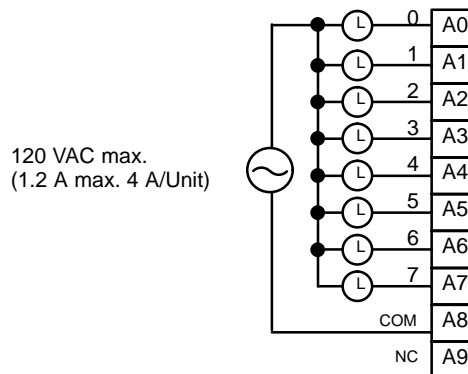 L 0 A0
L 1 A1
L 2 A2
L 3 A3
120 VAC max.
(1.2 A max. 4 A/Unit)
L 4 A4
L 5 A5
L 6 A6
L 7 A7
COM A8
NC A9